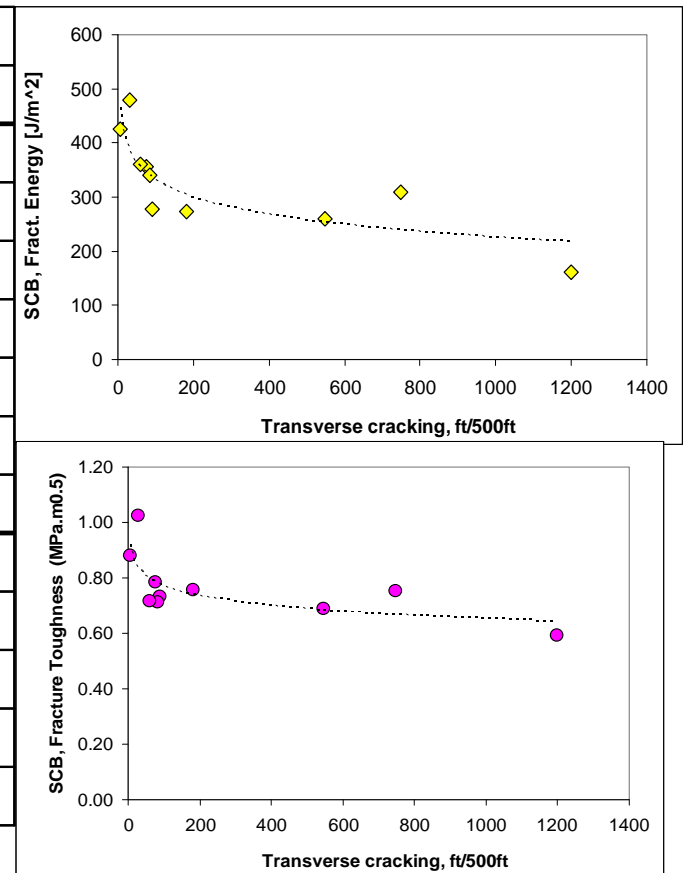 600
500
400
300
200
100
0
SCB, Fract. Energy [J/m^2]
0 200 400 600 800 1000 1200 1400
Transverse cracking, ft/500ft
1.20
1.00
0.80
0.60
0.40
0.20
0.00
SCB, Fracture Toughness (MPa.m0.5)
0 200 400 600 800 1000 1200 1400
Transverse cracking, ft/500ft